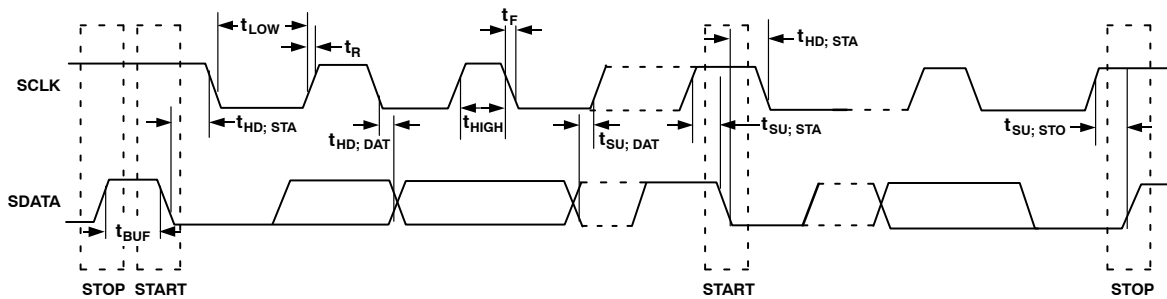 tLOW
tR
tF
tHD; STA
SCLK
tHD; STA
tHD; DAT
tHIGH
tSU; DAT
tSU; STA
tSU; STO
SDATA
tBUF
STOP
START
START
STOP